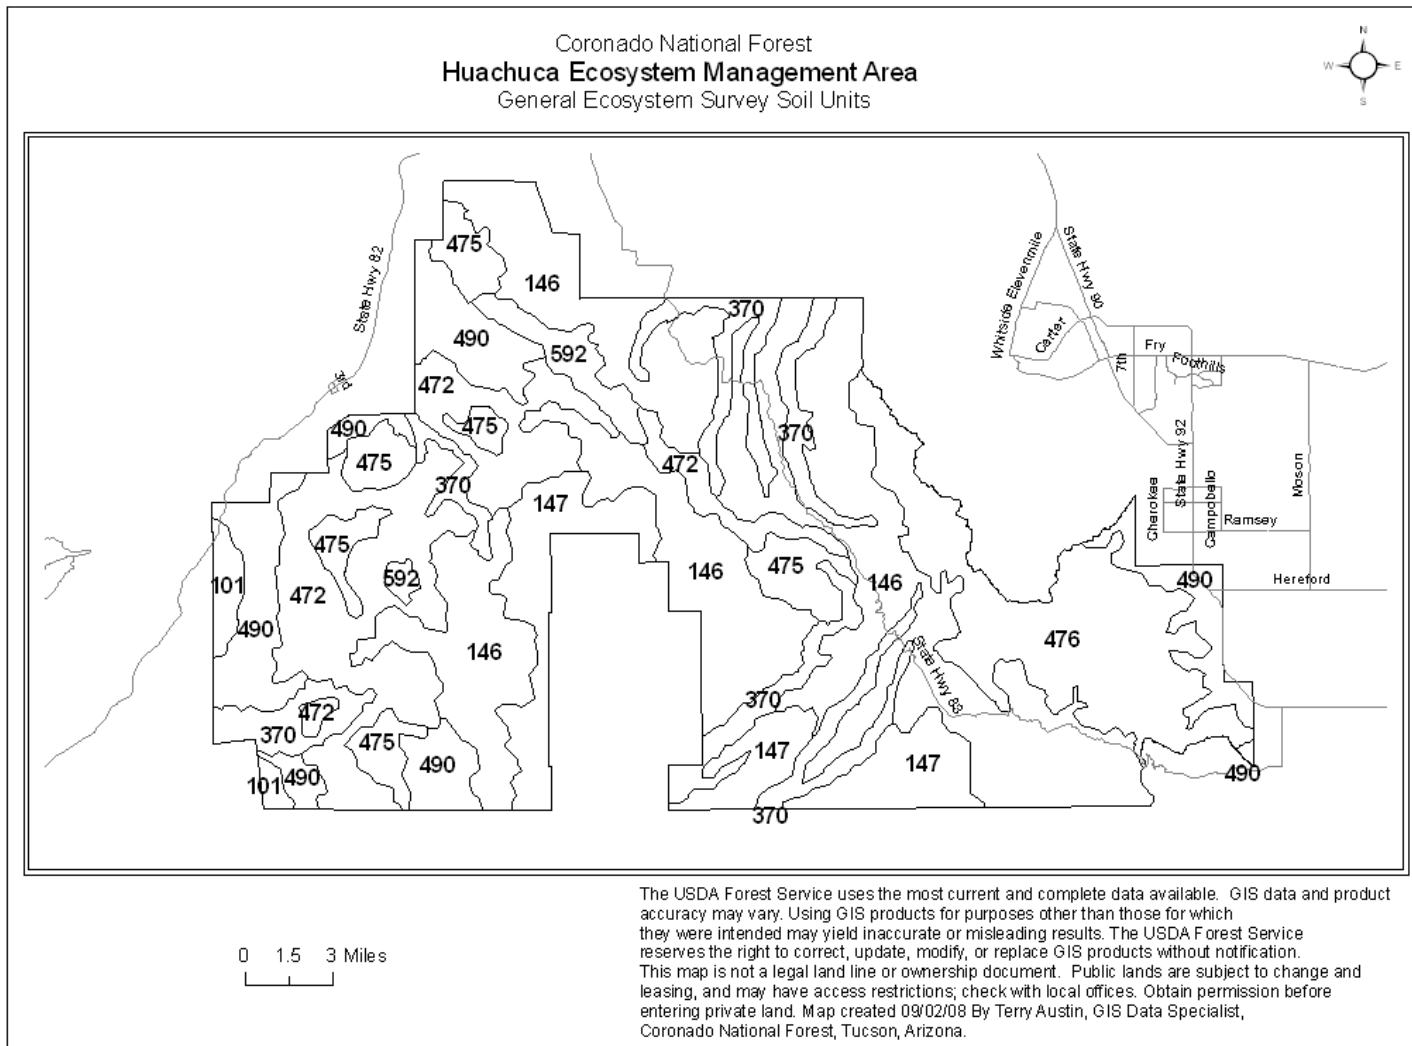 Coronado National Forest
Huachuca Ecosystem Management Area
General Ecosystem Survey Soil Units
N
W
E
S
State Hwy 82
3rd
475
146
490
592
472
475
490
475
370
147
475
592
472
101
490
146
472
370
475
490
490
101
370
370
472
146
475
146
370
147
147
370
476
490
490
State Hwy 83
Whitside Elevenmile
State Hwy 90
Carter
Fry
7th
Foothills
State Hwy 92
Cherokee
Campobello
Ramsey
Moson
Hereford
0 1.5 3 Miles
The USDA Forest Service uses the most current and complete data available. GIS data and product
accuracy may vary. Using GIS products for purposes other than those for which
they were intended may yield inaccurate or misleading results. The USDA Forest Service
reserves the right to correct, update, modify, or replace GIS products without notification.
This map is not a legal land line or ownership document. Public lands are subject to change and
leasing, and may have access restrictions; check with local offices. Obtain permission before
entering private land. Map created 09/02/08 By Terry Austin, GIS Data Specialist,
Coronado National Forest, Tucson, Arizona.